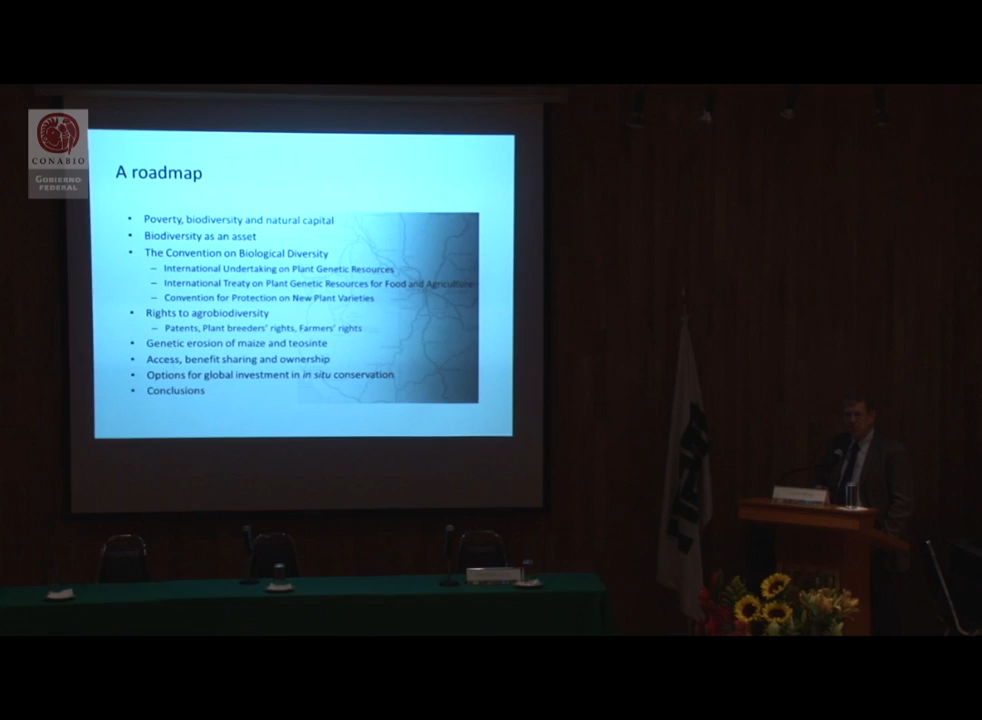 CONABIO
GOBIERNO
FEDERAL
A roadmap
• Poverty, biodiversity and natural capital
• Biodiversity as an asset
• The Convention on Biological Diversity
– International Undertaking on Plant Genetic Resources
– International Treaty on Plant Genetic Resources for Food and Agriculture
– Convention for Protection on New Plant Varieties
• Rights to agrobiodiversity
– Patents, Plant breeders' rights, Farmers' rights
• Genetic erosion of maize and teosinte
• Access, benefit sharing and ownership
• Options for global investment in in situ conservation
• Conclusions